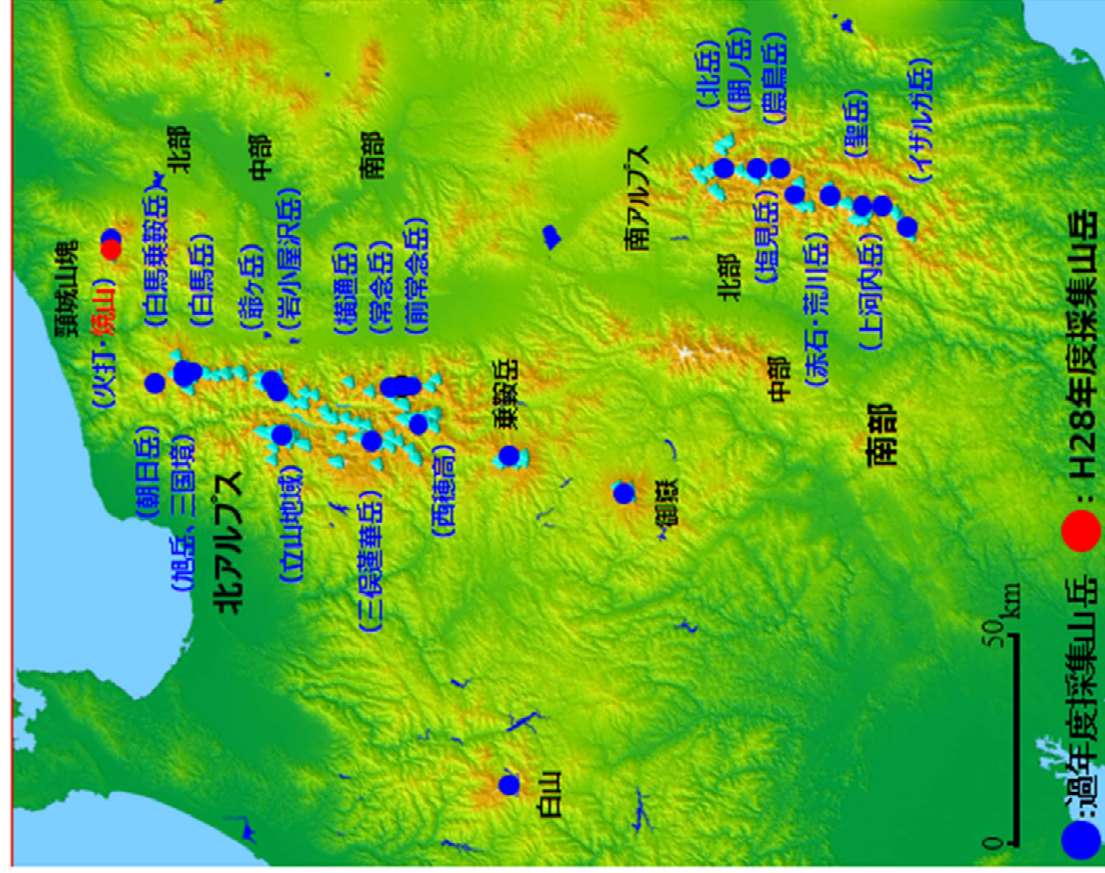 頸城山塊
(火打・焼山)
北部
(白馬乗鞍岳)
(白馬岳)
中部
(爺ヶ岳)
(岩小屋沢岳)
南部
(横通岳)
(常念岳)
(前常念岳)
(朝日岳)
(旭岳、三国境)
北アルプス
(立山地域)
(三俣蓮華岳)
(西穂高)
乗鞍岳
御嶽
白山
南アルプス
(北岳)
(間ノ岳)
(農鳥岳)
北部
(塩見岳)
(赤石・荒川岳)
中部
(聖岳)
(上河内岳)
(イザルガ岳)
南部
0
50
km
:過年度採集山岳
:H28年度採集山岳